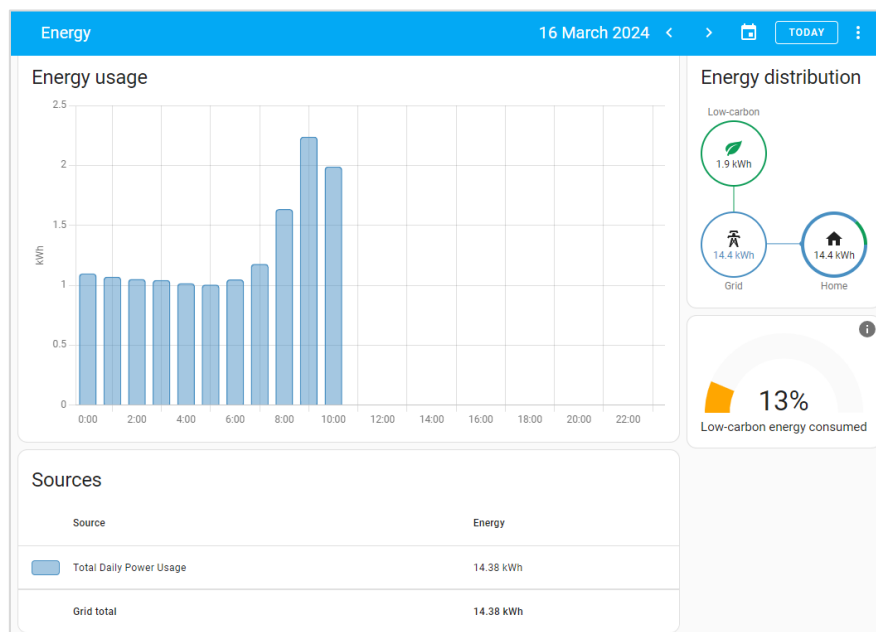 Energy
16 March 2024
TODAY
Energy usage
2.5
2
1.5
1
0.5
0
kWh
0:00 2:00 4:00 6:00 8:00 10:00 12:00 14:00 16:00 18:00 20:00 22:00
Energy distribution
Low-carbon
1.9 kWh
14.4 kWh 14.4 kWh
Grid Home
13%
Low-carbon energy consumed
Sources
Source Energy
Total Daily Power Usage 14.38 kWh
Grid total 14.38 kWh